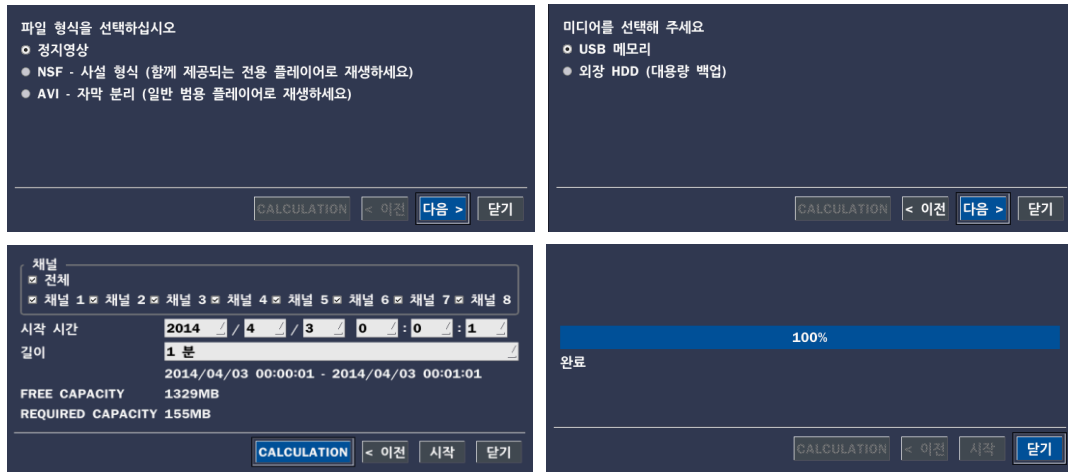 파일 형식을 선택하십시오
정지영상
NSF - 사설 형식 (함께 제공되는 전용 플레이어로 재생하세요)
AVI - 자막 분리 (일반 범용 플레이어로 재생하세요)
CALCULATION < 이전 다음 > 닫기
미디어를 선택해 주세요
USB 메모리
외장 HDD (대용량 백업)
CALCULATION < 이전 다음 > 닫기
채널
전체
채널 1 채널 2 채널 3 채널 4 채널 5 채널 6 채널 7 채널 8
시작 시간 2014 / 4 / 3 0 : 0 : 1
길이 1 분
2014/04/03 00:00:01 - 2014/04/03 00:01:01
FREE CAPACITY 1329MB
REQUIRED CAPACITY 155MB
CALCULATION < 이전 시작 닫기
100%
완료
CALCULATION < 이전 시작 닫기